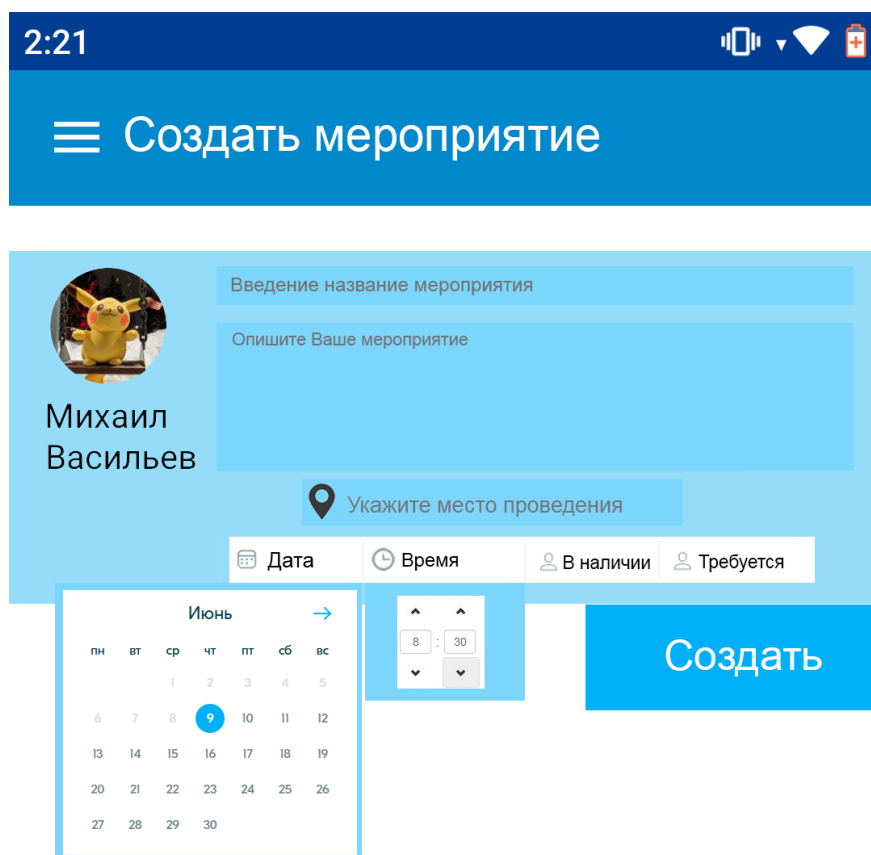 2:21
Создать мероприятие
Введение название мероприятия
Опишите Ваше мероприятие
Михаил
Васильев
Укажите место проведения
Дата Время В наличии Требуется
Июнь
8 : 30
Создать
пн вт ср чт пт сб вс
1 2 3 4 5
6 7 8 9 10 11 12
13 14 15 16 17 18 19
20 21 22 23 24 25 26
27 28 29 30